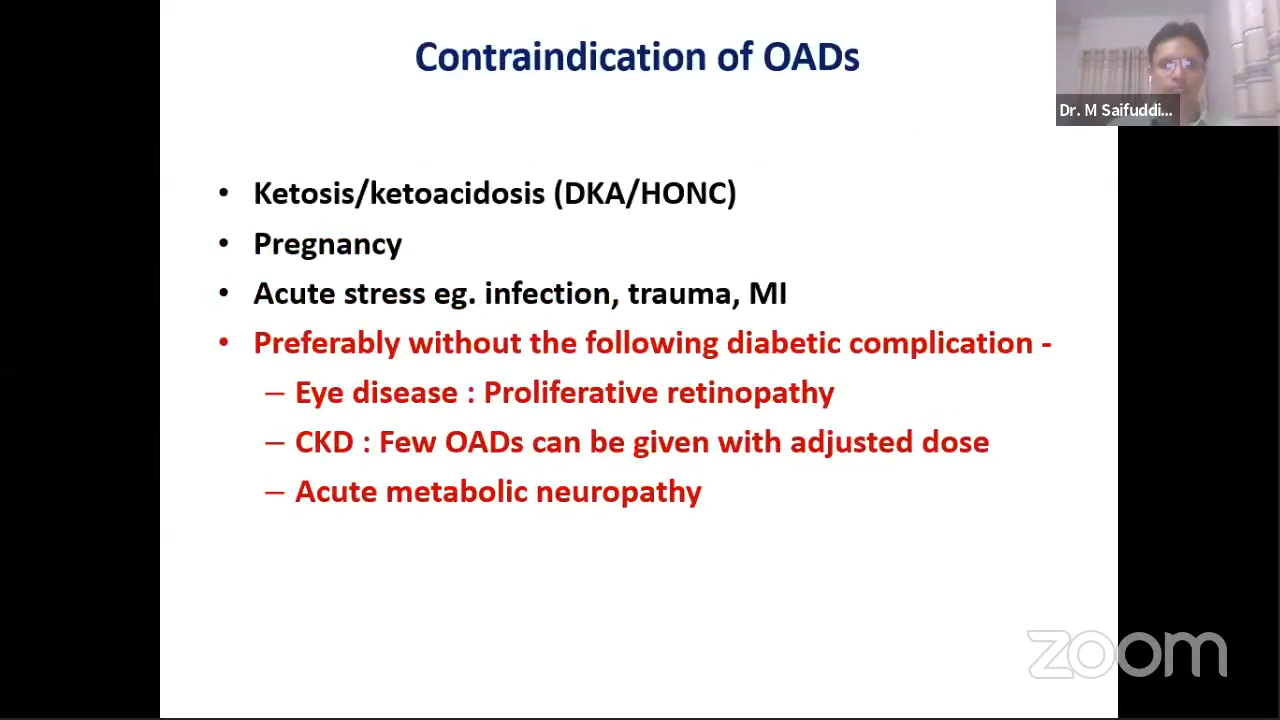 Contraindication of OADs
Dr. M Saifuddi...
• Ketosis/ketoacidosis (DKA/HONC)
• Pregnancy
• Acute stress eg. infection, trauma, MI
• Preferably without the following diabetic complication -
– Eye disease : Proliferative retinopathy
– CKD : Few OADs can be given with adjusted dose
– Acute metabolic neuropathy
zoom